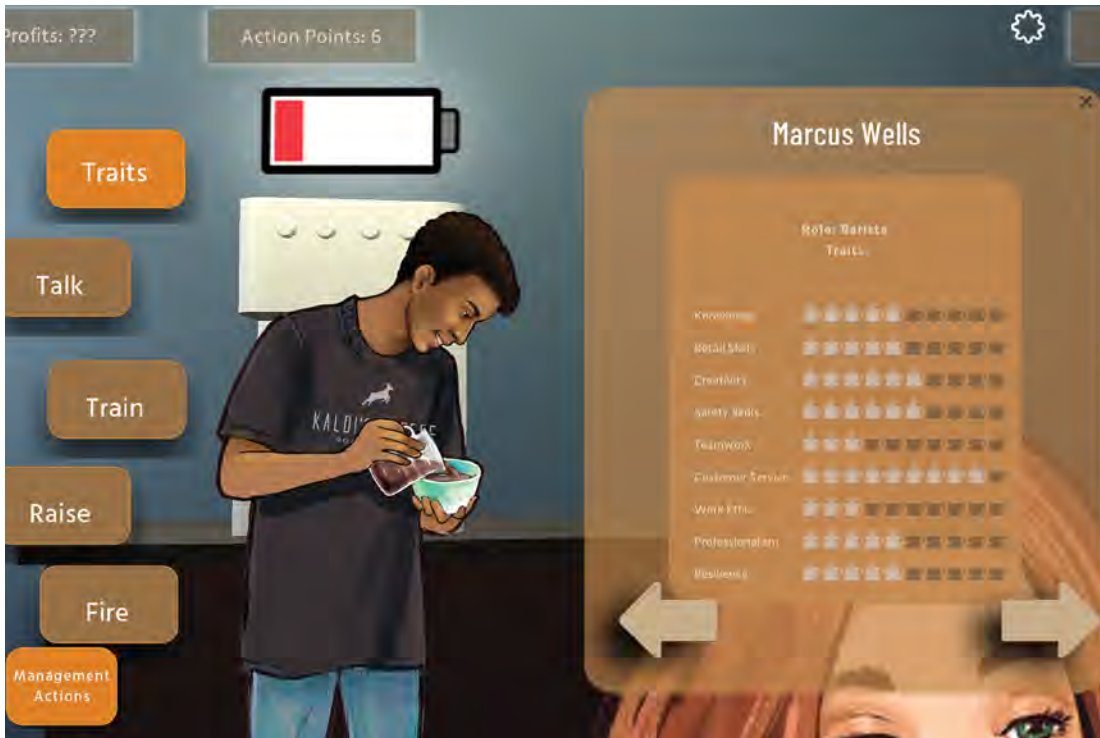 Profits: ???
Action Points: 6
Traits
Talk
Train
Raise
Fire
Management
Actions
KALDI'S
Marcus Wells
Role: Barista
Traits:
Knowledge
Retail Skills
Creativity
Safety Skills
Teamwork
Customer Service
Work Ethic
Professionalism
Resilience